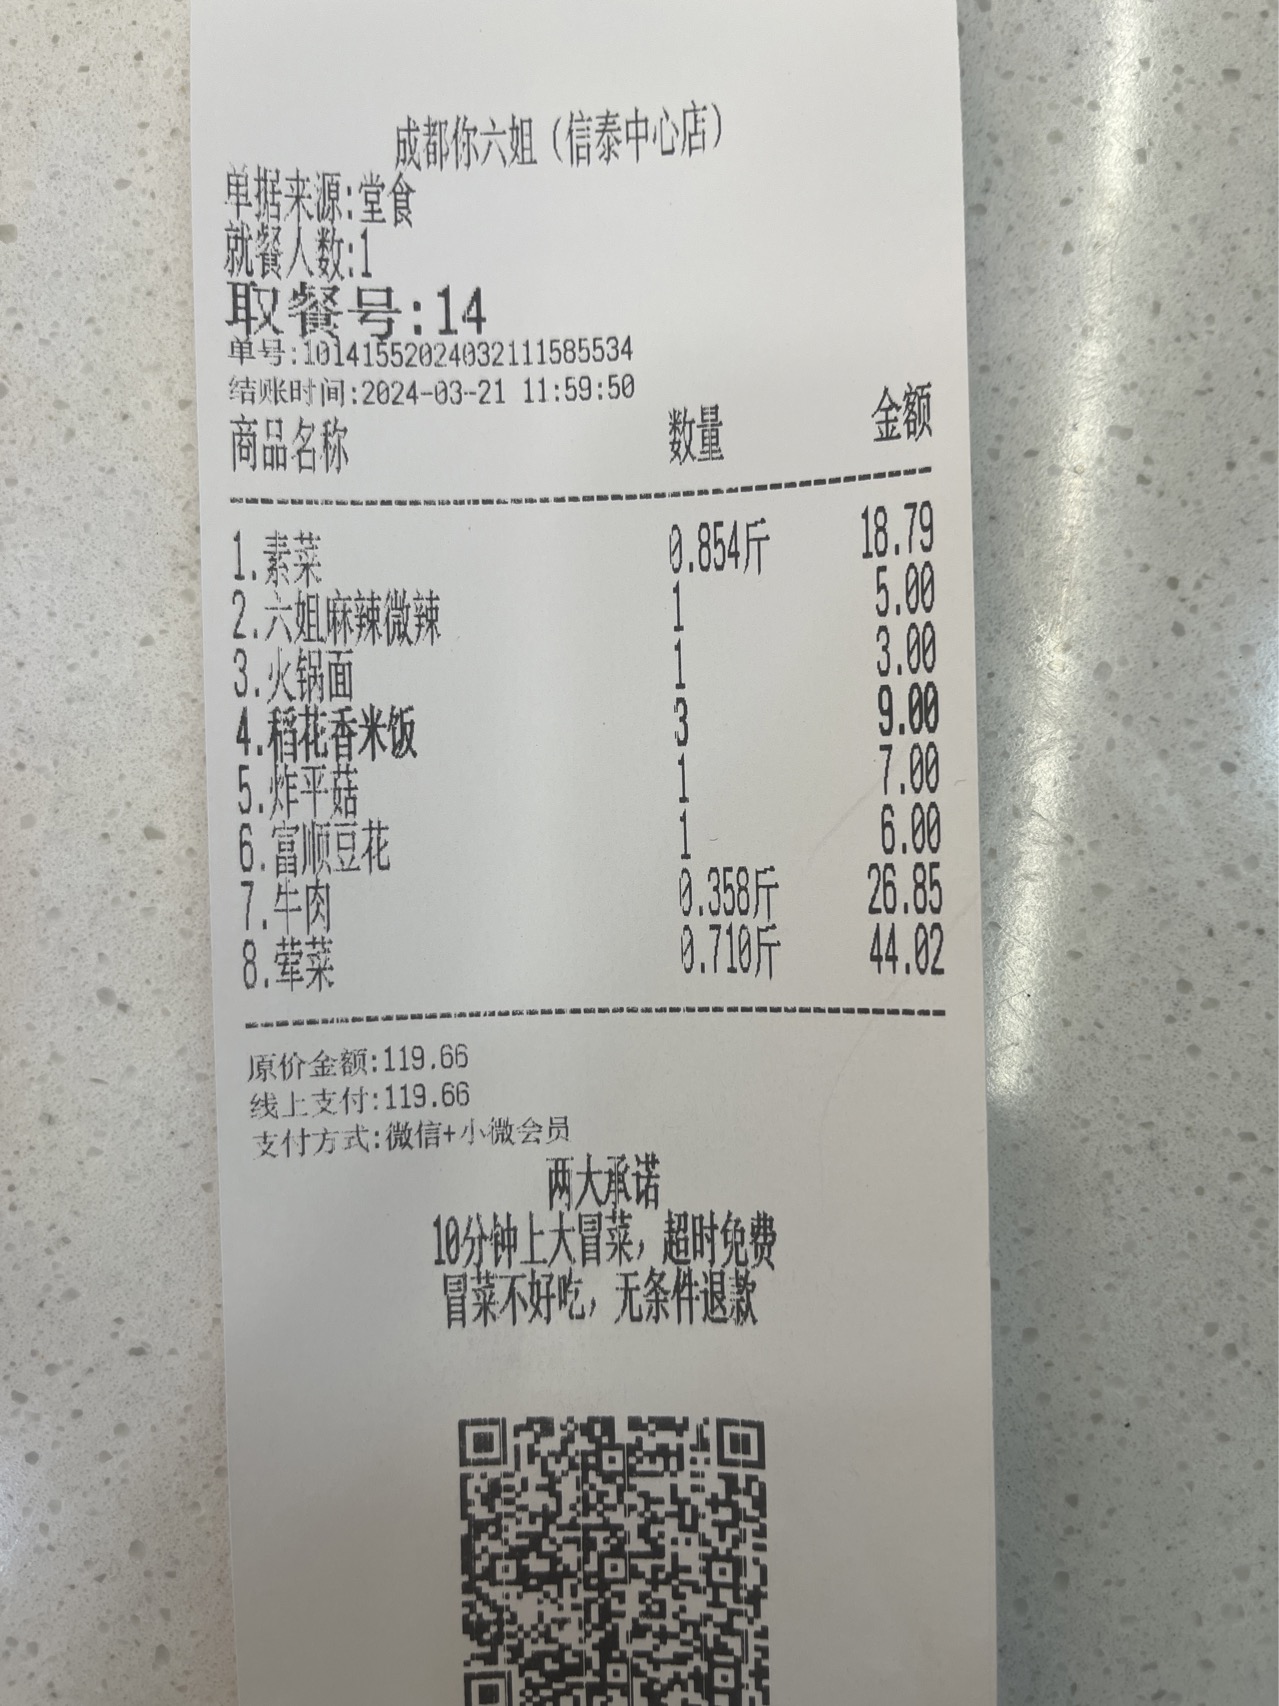 成都你六姐（信泰中心店）
单据来源:堂食
就餐人数:1
取餐号:14
单号:10141552024032111585534
结账时间:2024-03-21 11:59:50
商品名称 数量 金额
1.素菜 0.854斤 18.79
2.六姐麻辣微辣 1 5.00
3.火锅面 1 3.00
4.稻花香米饭 3 9.00
5.炸平菇 1 7.00
6.富顺豆花 1 6.00
7.牛肉 0.358斤 26.85
8.荤菜 0.710斤 44.02
原价金额:119.66
线上支付:119.66
支付方式:微信+小微会员
两大承诺
10分钟上大冒菜，超时免费
冒菜不好吃，无条件退款